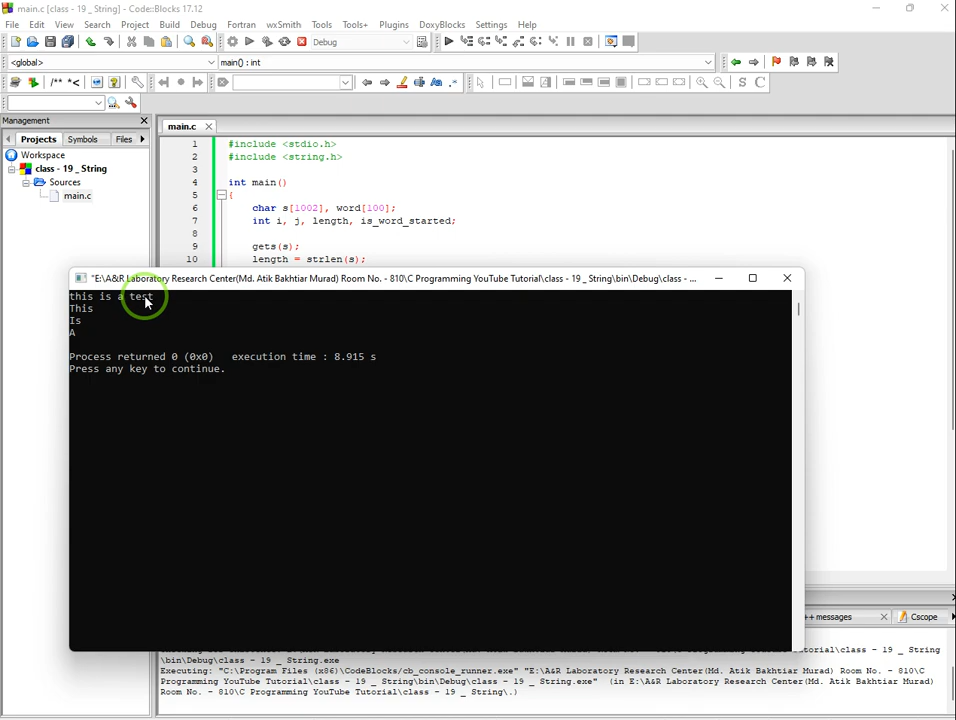 main.c [class - 19 _ String] - Code::Blocks 17.12
File Edit View Search Project Build Debug Fortran wxSmith Tools Tools+ Plugins DoxyBlocks Settings Help
Debug
<global>
main() : int
/** *<
Management
main.c
Projects Symbols Files
Workspace
class - 19 _ String
Sources
main.c
1 #include <stdio.h>
2 #include <string.h>
3
4 int main()
5 {
6 char s[1002], word[100];
7 int i, j, length, is_word_started;
8
9 gets(s);
10 length = strlen(s);
"E:\A&R Laboratory Research Center(Md. Atik Bakhtiar Murad) Room No. - 810\C Programming YouTube Tutorial\class - 19 _ String\bin\Debug\class - ...
this is a test
This
Is
A
Process returned 0 (0x0) execution time : 8.915 s
Press any key to continue.
++ messages
Cscope
\bin\Debug\class - 19 _ String.exe
Executing: "C:\Program Files (x86)\CodeBlocks/cb_console_runner.exe" "E:\A&R Laboratory Research Center(Md. Atik Bakhtiar Murad) Room No. - 810\C
Programming YouTube Tutorial\class - 19 _ String\bin\Debug\class - 19 _ String.exe" (in E:\A&R Laboratory Research Center(Md. Atik Bakhtiar Murad)
Room No. - 810\C Programming YouTube Tutorial\class - 19 _ String\.)